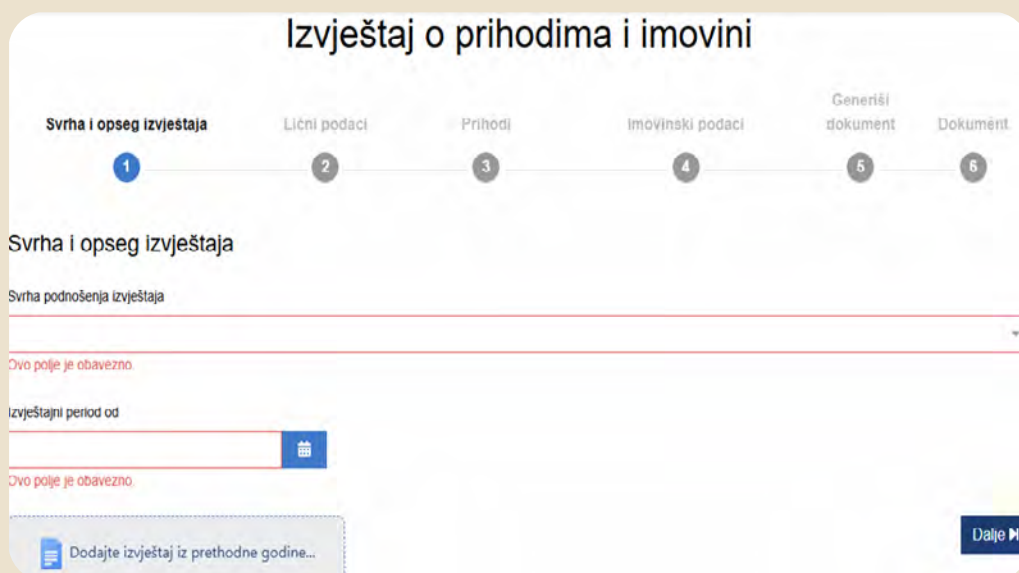 Izvještaj o prihodima i imovini
Svrha i opseg izvještaja
Lični podaci
Prihodi
Imovinski podaci
Generiši
dokument
Dokument
1
2
3
4
5
6
Svrha i opseg izvještaja
Svrha podnošenja izvještaja
Ovo polje je obavezno.
Izvještajni period od
Ovo polje je obavezno.
Dodajte izvještaj iz prethodne godine...
Dalje